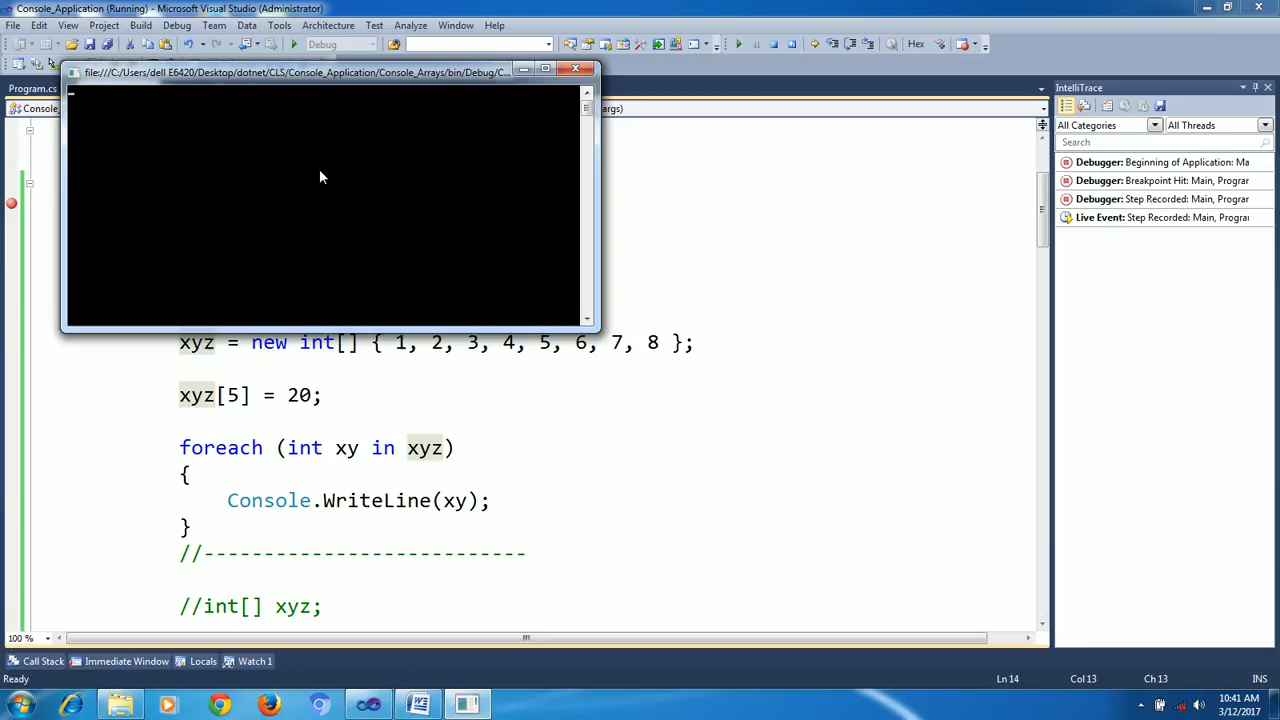 Console_Application (Running) - Microsoft Visual Studio (Administrator)
File Edit View Project Build Debug Team Data Tools Architecture Test Analyze Window Help
Debug
Hex
file:///C:/Users/dell E6420/Desktop/dotnet/CLS/Console_Application/Console_Arrays/bin/Debug/C...
Program.cs
Console_
args)
xyz = new int[] { 1, 2, 3, 4, 5, 6, 7, 8 };
xyz[5] = 20;
foreach (int xy in xyz)
{
Console.WriteLine(xy);
}
//---------------------------
//int[] xyz;
100 %
IntelliTrace
All Categories All Threads
Search
Debugger: Beginning of Application: Ma
Debugger: Breakpoint Hit: Main, Progran
Debugger: Step Recorded: Main, Program
Live Event: Step Recorded: Main, Progran
Call Stack Immediate Window Locals Watch 1
Ready Ln 14 Col 13 Ch 13 INS
10:41 AM
3/12/2017